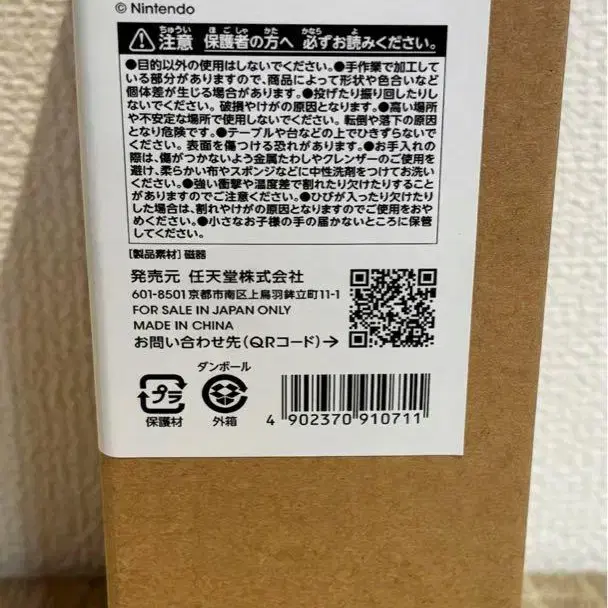 © Nintendo
注意 保護者の方へ 必ずお読みください。
●目的以外の使用はしないでください。●手作業で加工して
いる部分がありますので、商品によって形状や色合いなど
個体差が生じる場合があります。●投げたり振り回したりし
ないでください。破損やけがの原因となります。●高い場所
や不安定な場所で使用しないでください。転倒や落下の原因
となり危険です。●テーブルや台などの上でひきずらないで
ください。表面を傷つける恐れがあります。●お手入れの
際は、傷がつかないよう金属たわしやクレンザーのご使用を
避け、柔らかい布やスポンジなどに中性洗剤をつけてお洗い
ください。●強い衝撃や温度差で割れたり欠けたりすること
がありますのでご注意ください。●ひびが入ったり欠けたり
した場合は、割れやけがの原因となりますのでご使用をおや
めください。●小さなお子様の手の届かないところに保管
してください。
[製品素材]磁器
発売元 任天堂株式会社
601-8501 京都市南区上鳥羽鉾立町11-1
FOR SALE IN JAPAN ONLY
MADE IN CHINA
お問い合わせ先(QRコード)
ダンボール
プラ
保護材
外箱
4 902370 910711